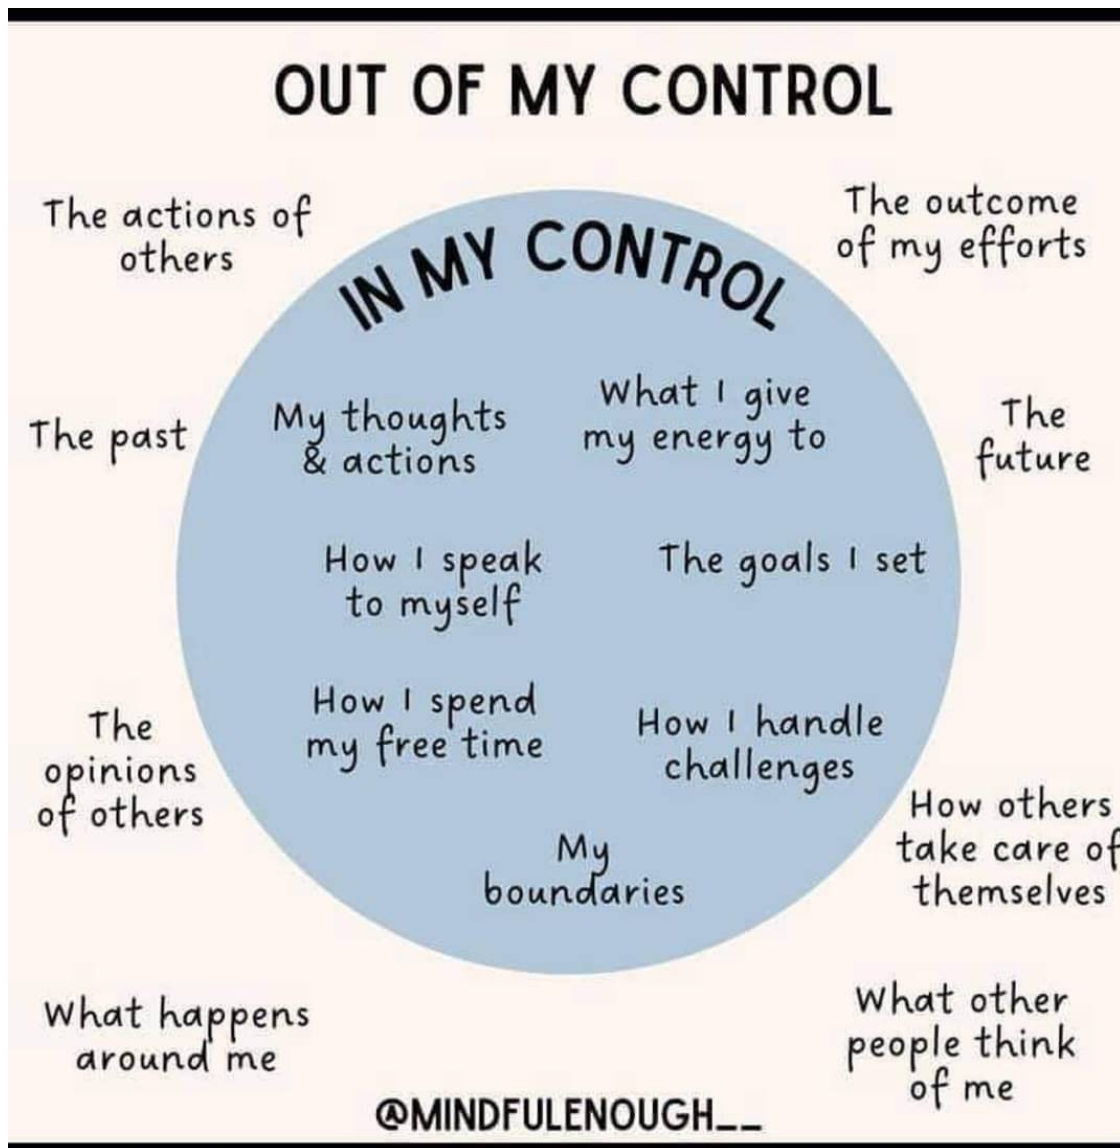 OUT OF MY CONTROL
The actions of
others
The outcome
of my efforts
IN MY CONTROL
The past
My thoughts
& actions
What I give
my energy to
The
future
How I speak
to myself
The goals I set
The
opinions
of others
How I spend
my free time
How I handle
challenges
How others
take care of
themselves
My
boundaries
What happens
around me
What other
people think
of me
@MINDFULENOUGH__